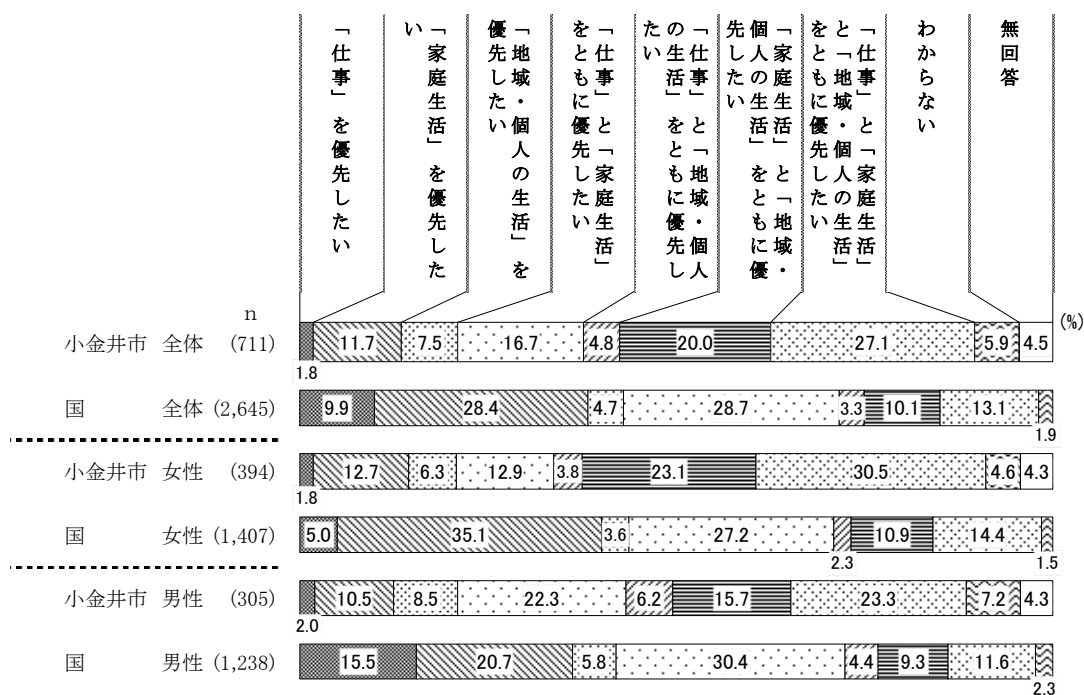 「仕事」を優先したい
「家庭生活」を優先した
い
「地域・個人の生活」を
優先したい
「仕事」と「家庭生活」
をともに優先したい
「仕事」と「地域・個人
の生活」をともに優先し
たい
「家庭生活」と「地域・
個人の生活」をともに優
先したい
「仕事」と「家庭生活」
と「地域・個人の生活」
をともに優先したい
わからない
無回答
n
(%)
小金井市 全体 (711) 11.7 7.5 16.7 4.8 20.0 27.1 5.9 4.5
1.8
国 全体 (2,645) 9.9 28.4 4.7 28.7 3.3 10.1 13.1
1.9
小金井市 女性 (394) 12.7 6.3 12.9 3.8 23.1 30.5 4.6 4.3
1.8
国 女性 (1,407) 5.0 35.1 3.6 27.2 10.9 14.4
2.3 1.5
小金井市 男性 (305) 10.5 8.5 22.3 6.2 15.7 23.3 7.2 4.3
2.0
国 男性 (1,238) 15.5 20.7 5.8 30.4 4.4 9.3 11.6
2.3